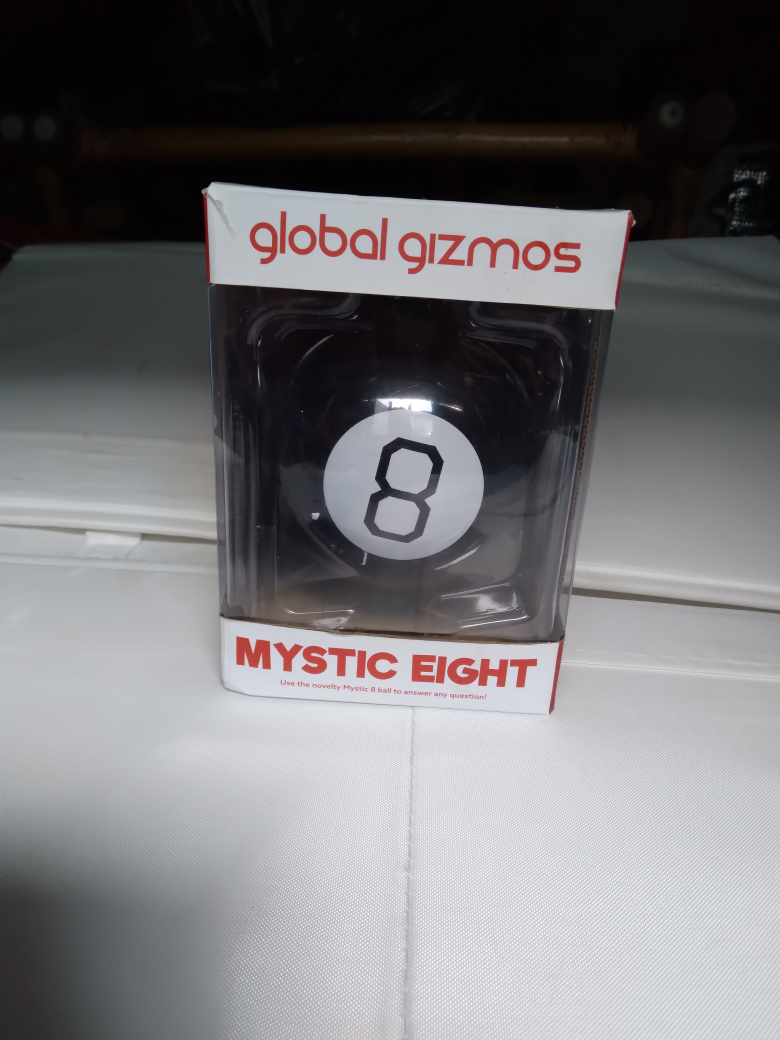 global gizmos
8
MYSTIC EIGHT
Use the novelty Mystic 8 ball to answer any question!